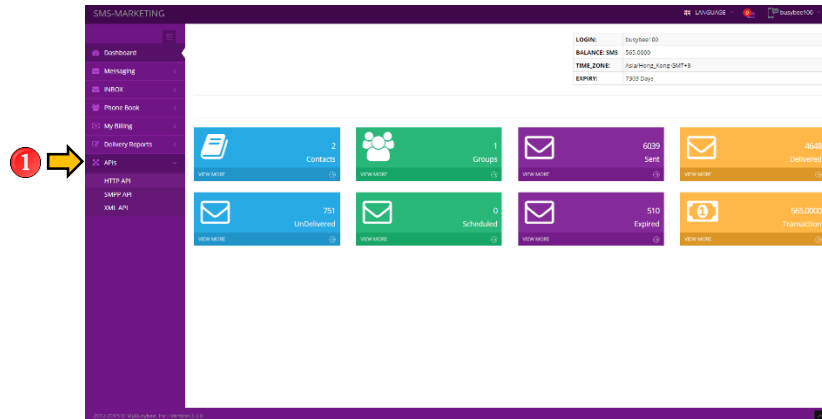 SMS-MARKETING
LANGUAGE
busybee100
LOGIN: busybee100
BALANCE: SMS 565.0000
TIME_ZONE: Asia/Hong_Kong GMT+8
EXPIRY: 7303 Days
Dashboard
Messaging
INBOX
Phone Book
My Billing
Delivery Reports
1
APIs
HTTP API
SMPP API
XML API
2
Contacts
VIEW MORE
1
Groups
VIEW MORE
6039
Sent
VIEW MORE
4648
Delivered
VIEW MORE
751
UnDelivered
VIEW MORE
0
Scheduled
VIEW MORE
510
Expired
VIEW MORE
565.0000
Transaction
VIEW MORE